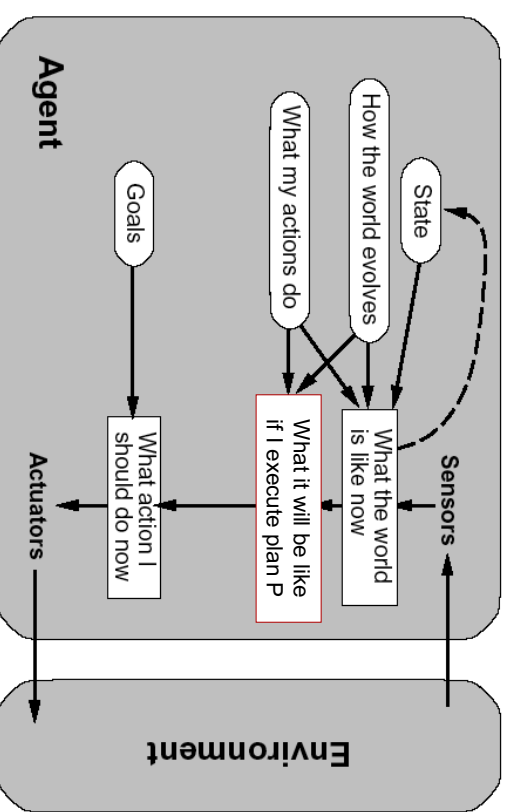 Sensors
State
How the world evolves
What my actions do
What the world
is like now
What it will be like
if I execute plan P
Goals
What action I
should do now
Agent
Actuators
Environment